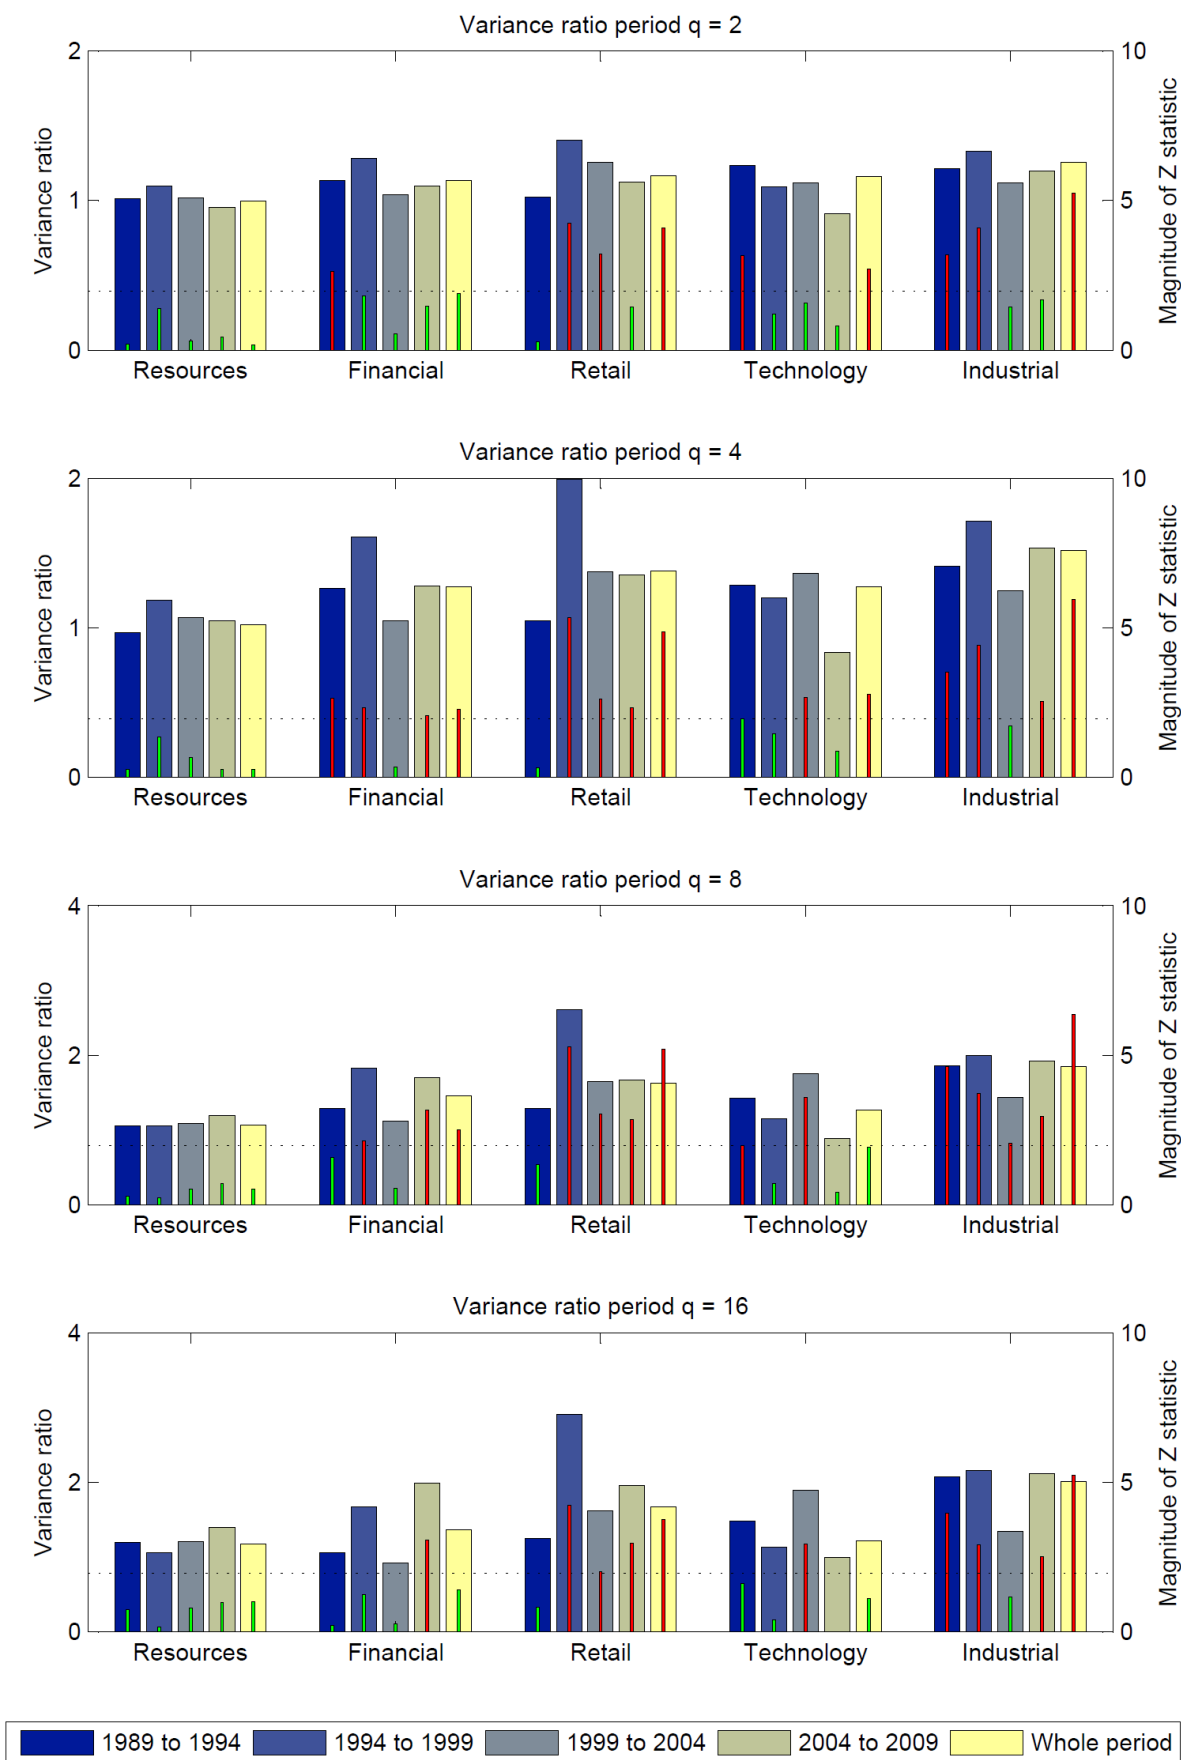 Variance ratio period q = 2
2
10
Variance ratio
1
5
Magnitude of Z statistic
0
0
Resources Financial Retail Technology Industrial
Variance ratio period q = 4
2
10
Variance ratio
1
5
Magnitude of Z statistic
0
0
Resources Financial Retail Technology Industrial
Variance ratio period q = 8
4
10
Variance ratio
2
5
Magnitude of Z statistic
0
0
Resources Financial Retail Technology Industrial
Variance ratio period q = 16
4
10
Variance ratio
2
5
Magnitude of Z statistic
0
0
Resources Financial Retail Technology Industrial
1989 to 1994 1994 to 1999 1999 to 2004 2004 to 2009 Whole period